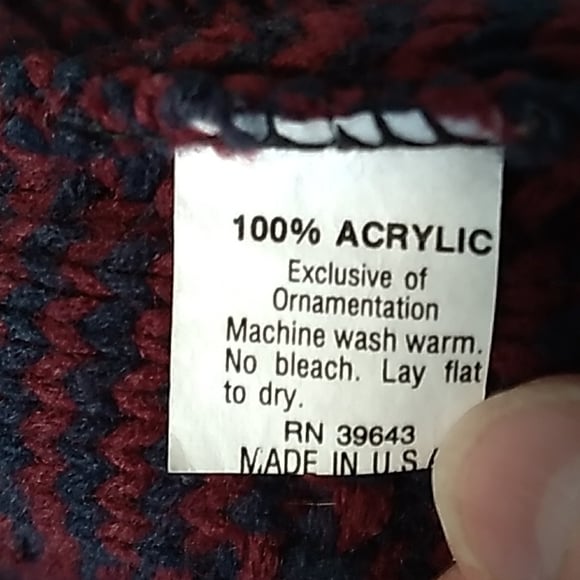 100% ACRYLIC
Exclusive of
Ornamentation
Machine wash warm.
No bleach. Lay flat
to dry.
RN 39643
MADE IN U.S